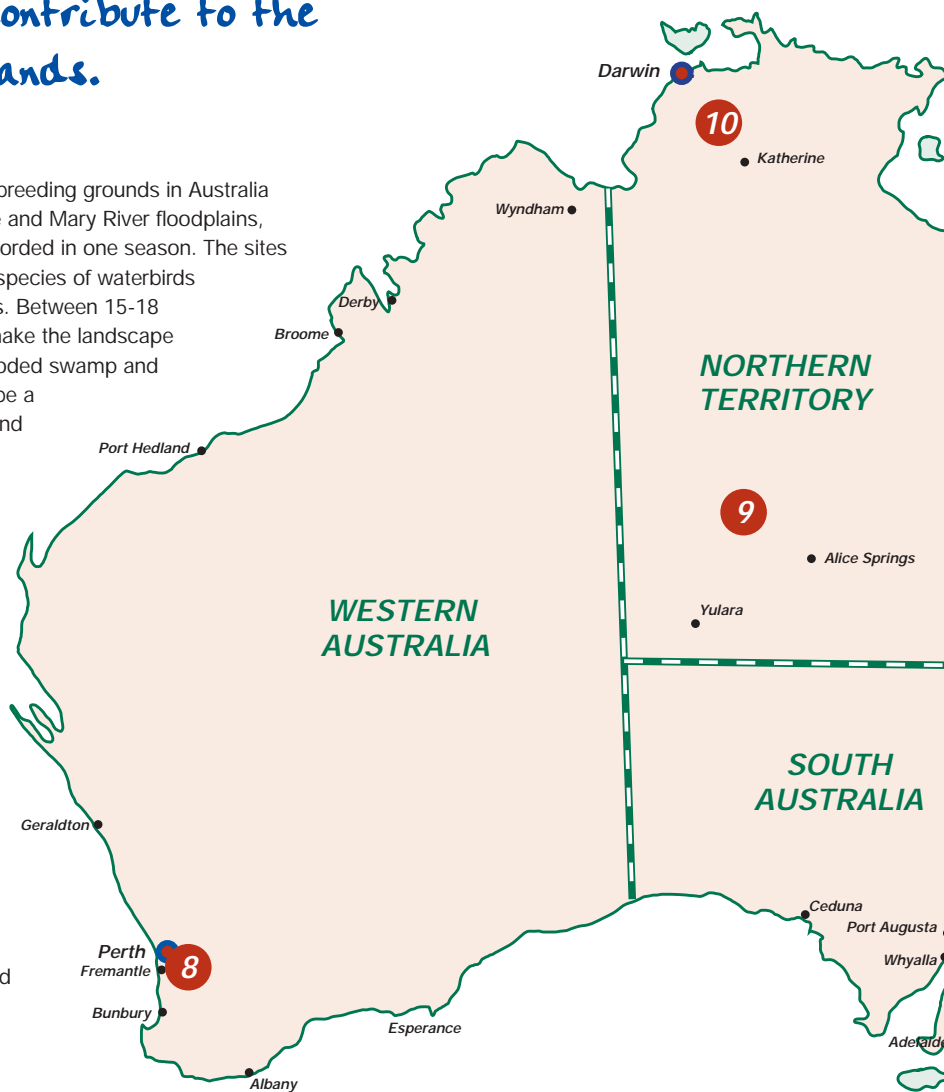 ontribute to the
ands.
breeding grounds in Australia
e and Mary River floodplains,
orded in one season. The sites
species of waterbirds
s. Between 15-18
nake the landscape
oded swamp and
be a
nd
d
Darwin
10
Katherine
Wyndham
Derby
Broome
NORTHERN
TERRITORY
Port Hedland
9
Alice Springs
Yulara
WESTERN
AUSTRALIA
SOUTH
AUSTRALIA
Geraldton
Ceduna
Port Augusta
Whyalla
Perth
8
Fremantle
Bunbury
Esperance
Adelaide
Albany